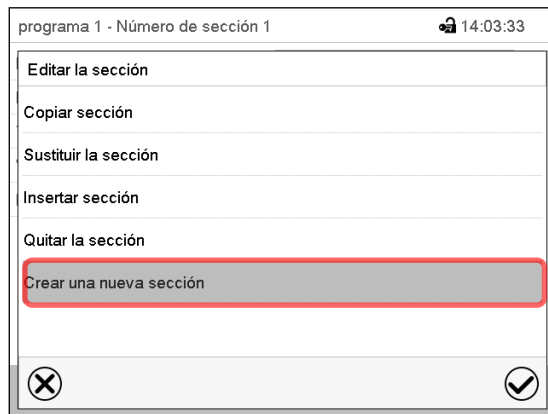 programa 1 - Número de sección 1 14:03:33
Editar la sección
Copiar sección
Sustituir la sección
Insertar sección
Quitar la sección
Crear una nueva sección